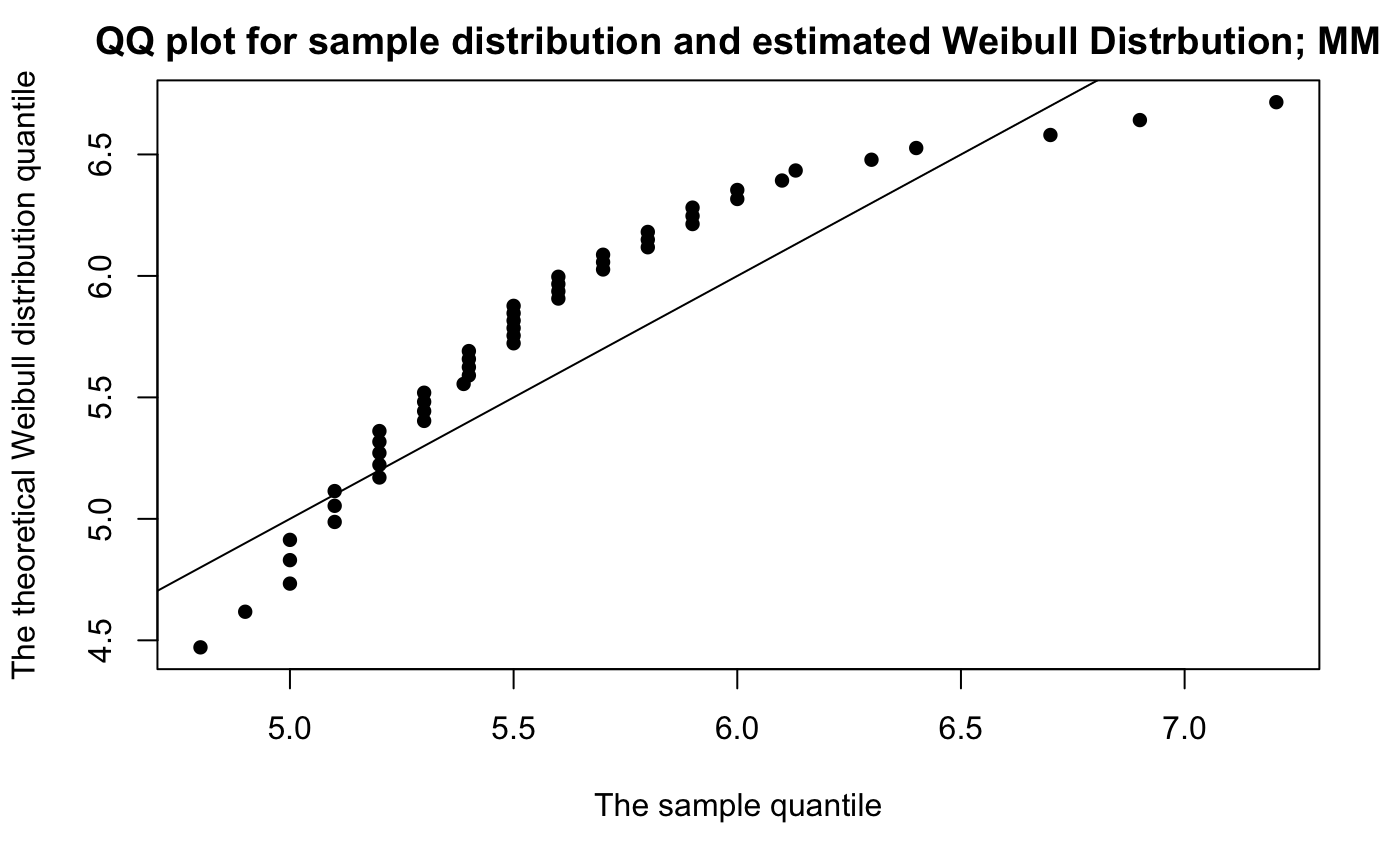 QQ plot for sample distribution and estimated Weibull Distrbution; MM
The theoretical Weibull distribution quantile
6.5
6.0
5.5
5.0
4.5
5.0 5.5 6.0 6.5 7.0
The sample quantile